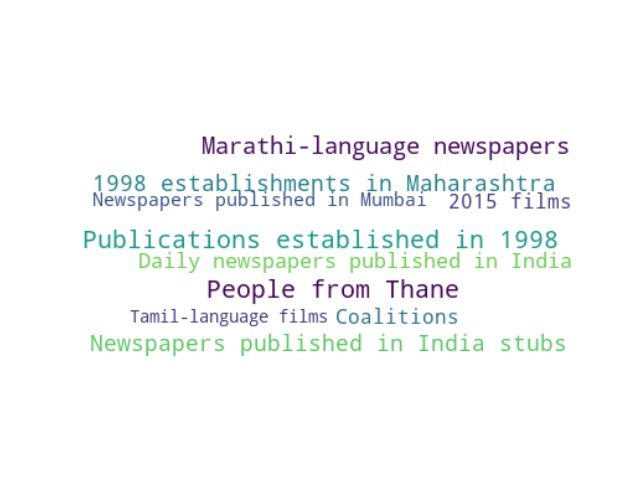 Marathi-language newspapers
1998 establishments in Maharashtra
Newspapers published in Mumbai 2015 films
Publications established in 1998
Daily newspapers published in India
People from Thane
Tamil-language films Coalitions
Newspapers published in India stubs